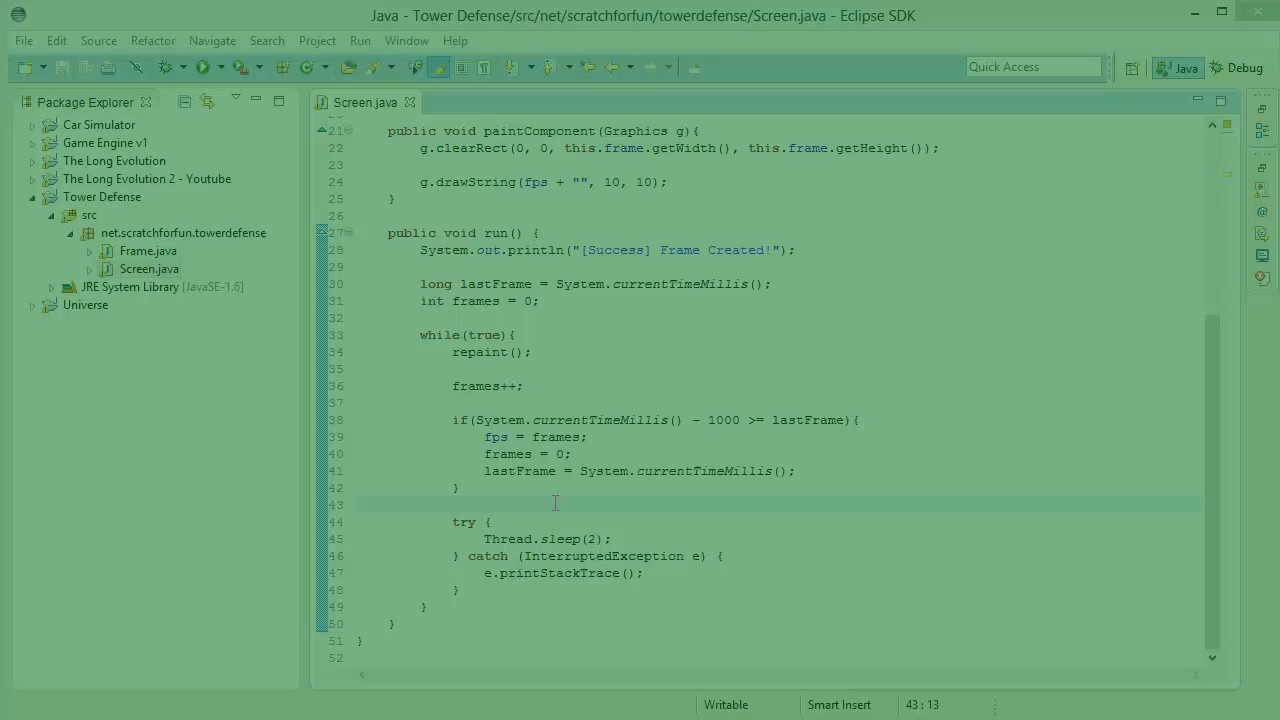 Java - Tower Defense/src/net/scratchforfun/towerdefense/Screen.java - Eclipse SDK
File Edit Source Refactor Navigate Search Project Run Window Help
Quick Access
Java
Debug
Package Explorer
Screen.java
Car Simulator
Game Engine v1
The Long Evolution
The Long Evolution 2 - Youtube
Tower Defense
src
net.scratchforfun.towerdefense
Frame.java
Screen.java
JRE System Library [JavaSE-1.6]
Universe
21 public void paintComponent(Graphics g){
22 g.clearRect(0, 0, this.frame.getWidth(), this.frame.getHeight());
23
24 g.drawString(fps + "", 10, 10);
25 }
26
27 public void run() {
28 System.out.println("[Success] Frame Created!");
29
30 long lastFrame = System.currentTimeMillis();
31 int frames = 0;
32
33 while(true){
34 repaint();
35
36 frames++;
37
38 if(System.currentTimeMillis() - 1000 >= lastFrame){
39 fps = frames;
40 frames = 0;
41 lastFrame = System.currentTimeMillis();
42 }
43
44 try {
45 Thread.sleep(2);
46 } catch (InterruptedException e) {
47 e.printStackTrace();
48 }
49 }
50 }
51 }
52
Writable Smart Insert 43 : 13